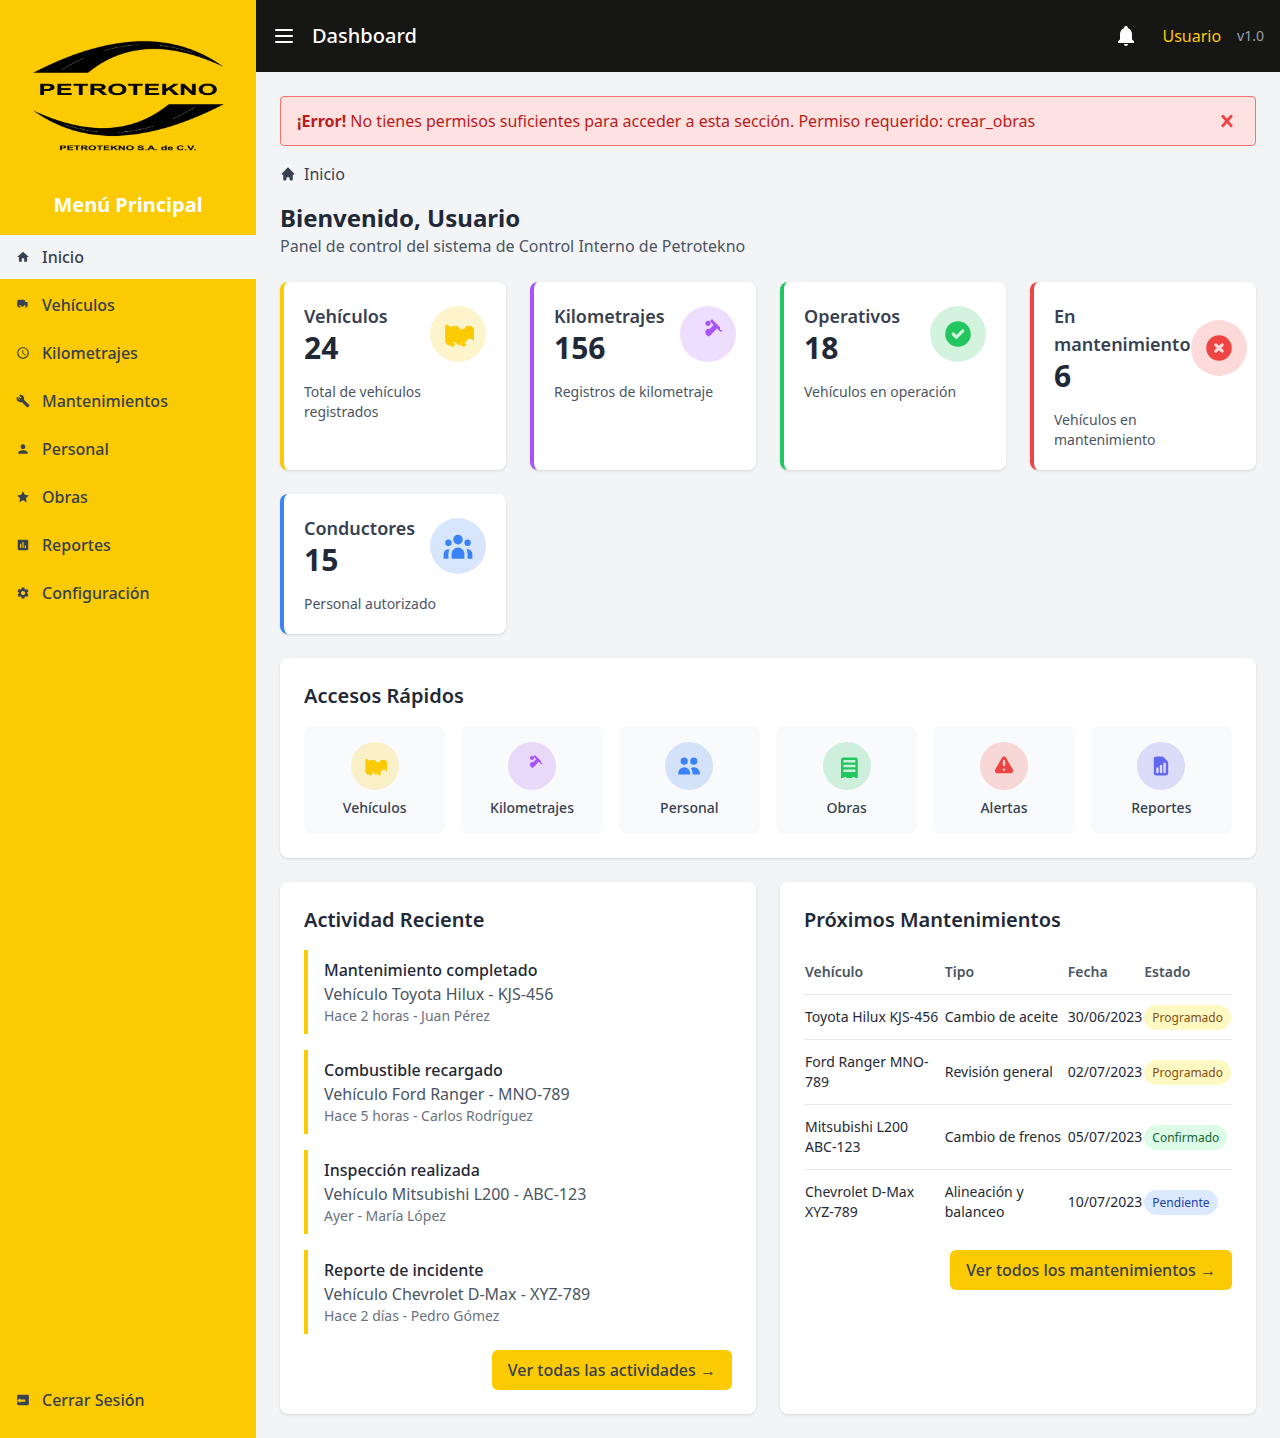 PETROTEKNO
PETROTEKNO S.A. de C.V.
Menú Principal
Inicio
Vehículos
Kilometrajes
Mantenimientos
Personal
Obras
Reportes
Configuración
Cerrar Sesión
Dashboard
Usuario
v1.0
¡Error! No tienes permisos suficientes para acceder a esta sección. Permiso requerido: crear_obras
Inicio
Bienvenido, Usuario
Panel de control del sistema de Control Interno de Petrotekno
Vehículos
24
Total de vehículos
registrados
Kilometrajes
156
Registros de kilometraje
Operativos
18
Vehículos en operación
En
mantenimiento
6
Vehículos en
mantenimiento
Conductores
15
Personal autorizado
Accesos Rápidos
Vehículos
Kilometrajes
Personal
Obras
Alertas
Reportes
Actividad Reciente
Mantenimiento completado
Vehículo Toyota Hilux - KJS-456
Hace 2 horas - Juan Pérez
Combustible recargado
Vehículo Ford Ranger - MNO-789
Hace 5 horas - Carlos Rodríguez
Inspección realizada
Vehículo Mitsubishi L200 - ABC-123
Ayer - María López
Reporte de incidente
Vehículo Chevrolet D-Max - XYZ-789
Hace 2 días - Pedro Gómez
Ver todas las actividades →
Próximos Mantenimientos
Vehículo Tipo Fecha Estado
Toyota Hilux KJS-456 Cambio de aceite 30/06/2023 Programado
Ford Ranger MNO-
789 Revisión general 02/07/2023 Programado
Mitsubishi L200
ABC-123 Cambio de frenos 05/07/2023 Confirmado
Chevrolet D-Max
XYZ-789 Alineación y
balanceo 10/07/2023 Pendiente
Ver todos los mantenimientos →